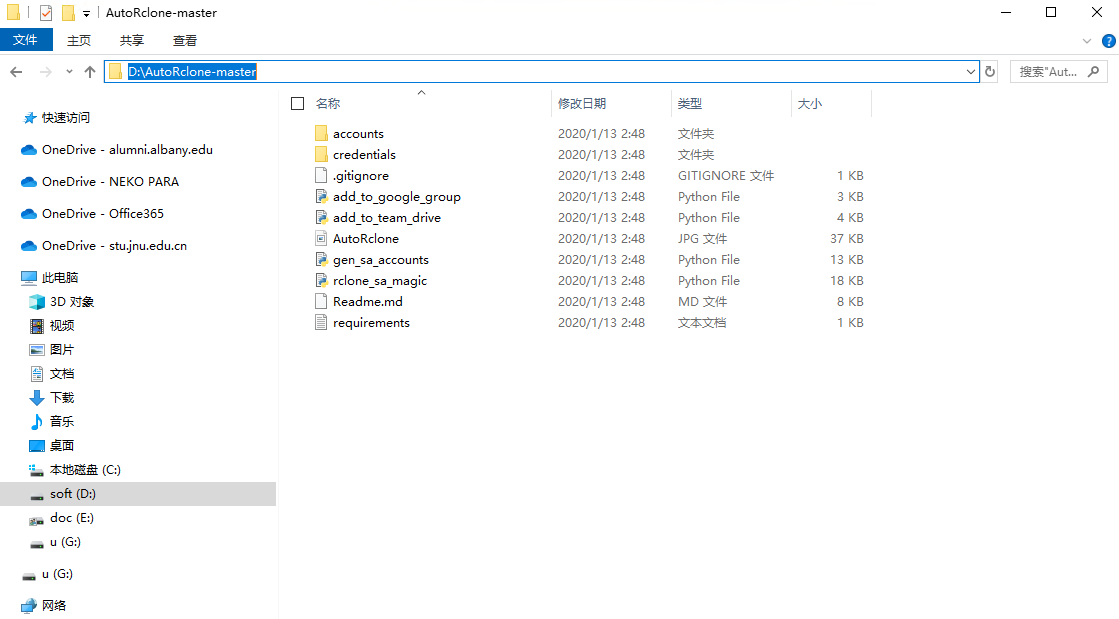 AutoRclone-master
文件 主页 共享 查看
D:\AutoRclone-master 搜索"Aut...
名称 修改日期 类型 大小
快速访问
OneDrive - alumni.albany.edu
OneDrive - NEKO PARA
OneDrive - Office365
OneDrive - stu.jnu.edu.cn
此电脑
3D 对象
视频
图片
文档
下载
音乐
桌面
本地磁盘 (C:)
soft (D:)
doc (E:)
u (G:)
u (G:)
网络
accounts 2020/1/13 2:48 文件夹
credentials 2020/1/13 2:48 文件夹
.gitignore 2020/1/13 2:48 GITIGNORE 文件 1 KB
add_to_google_group 2020/1/13 2:48 Python File 3 KB
add_to_team_drive 2020/1/13 2:48 Python File 4 KB
AutoRclone 2020/1/13 2:48 JPG 文件 37 KB
gen_sa_accounts 2020/1/13 2:48 Python File 13 KB
rclone_sa_magic 2020/1/13 2:48 Python File 18 KB
Readme.md 2020/1/13 2:48 MD 文件 8 KB
requirements 2020/1/13 2:48 文本文档 1 KB